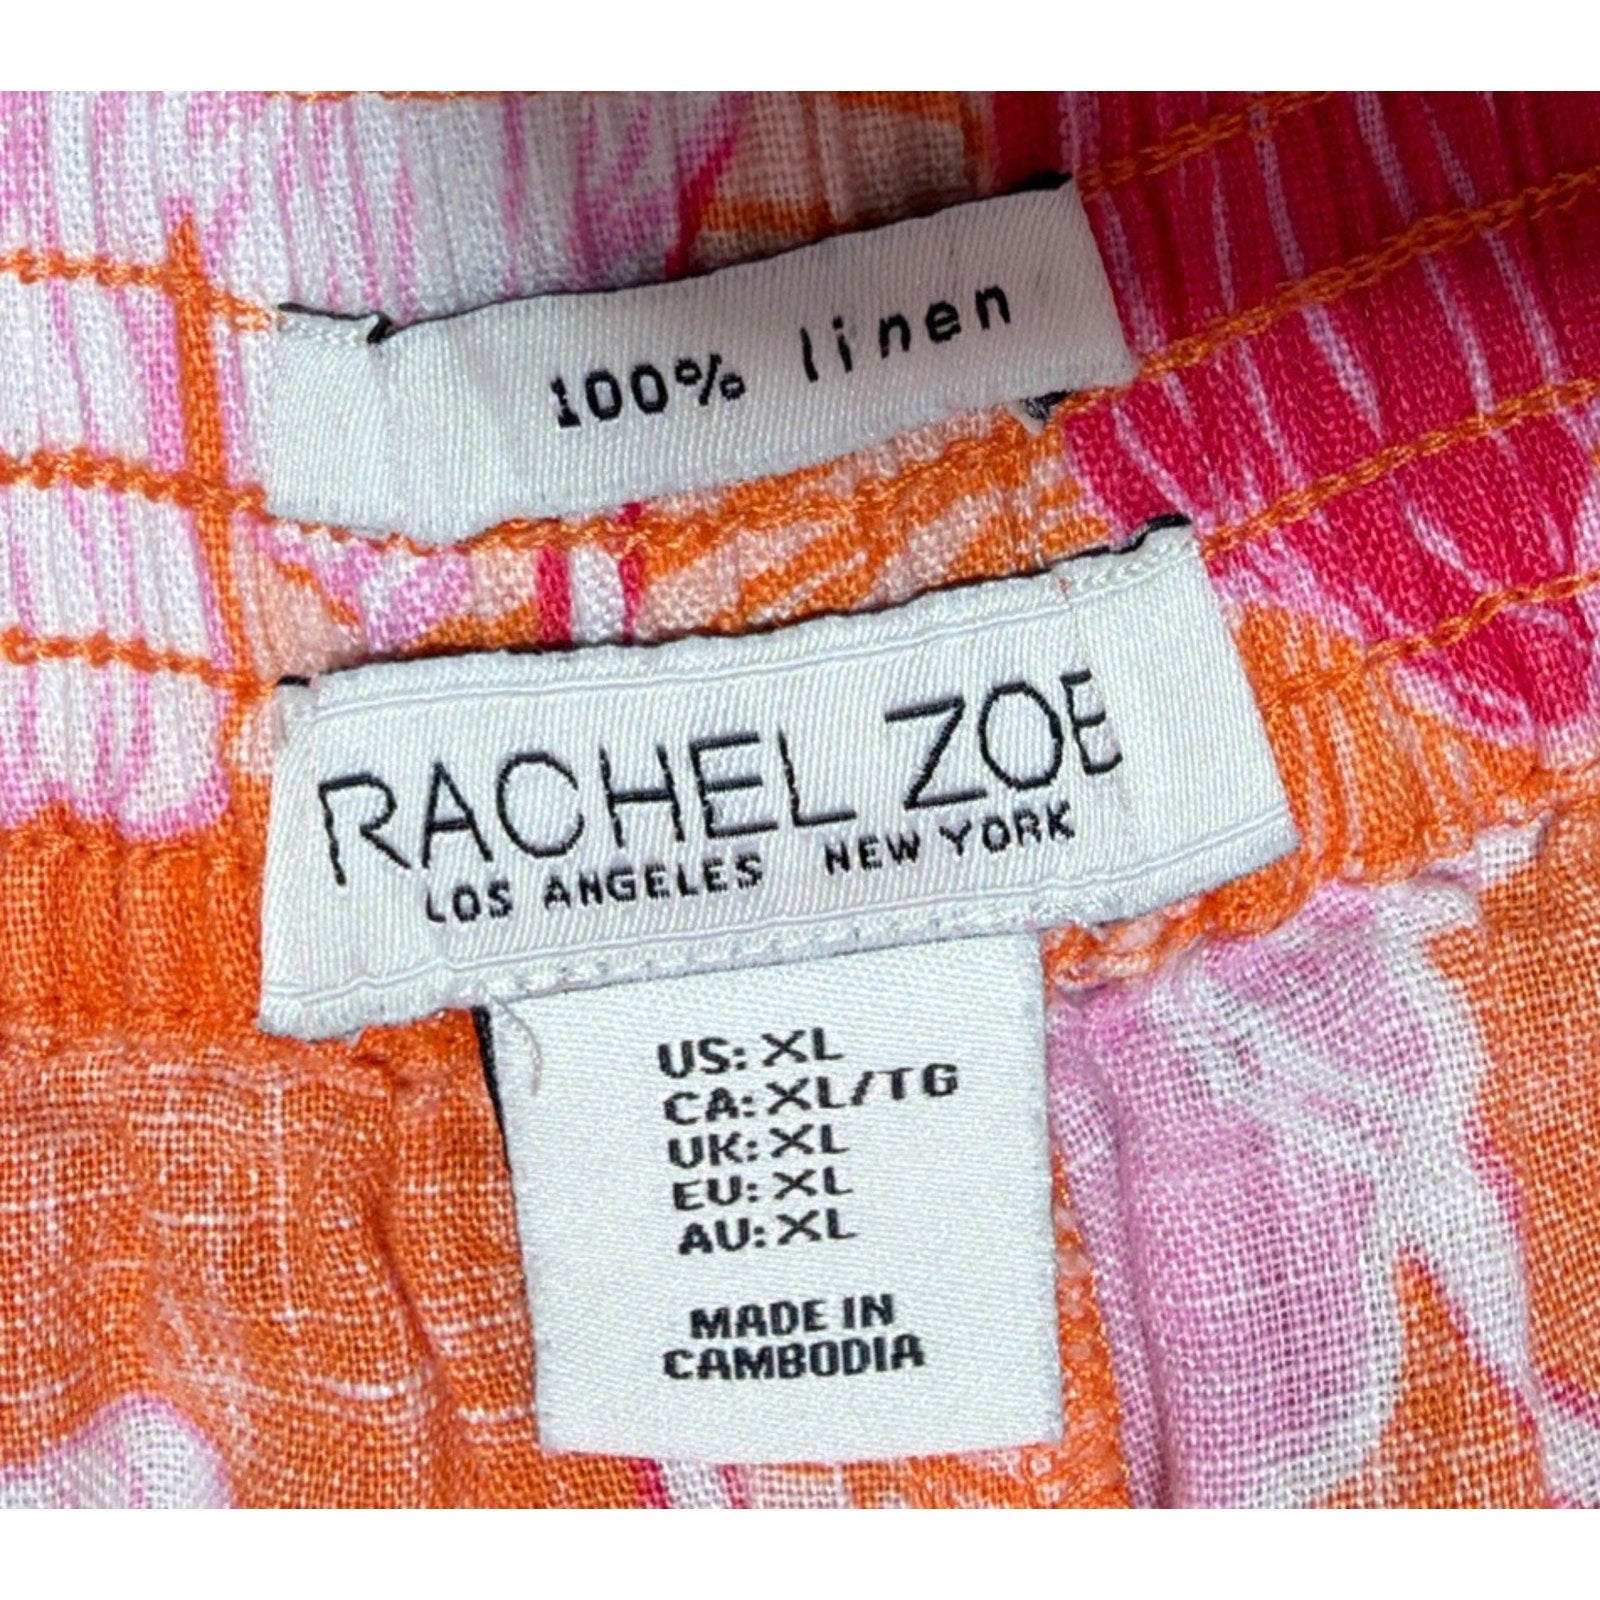 100% linen
RACHEL ZOE
LOS ANGELES NEW YORK
US: XL
CA: XL/TG
UK: XL
EU: XL
AU: XL
MADE IN
CAMBODIA